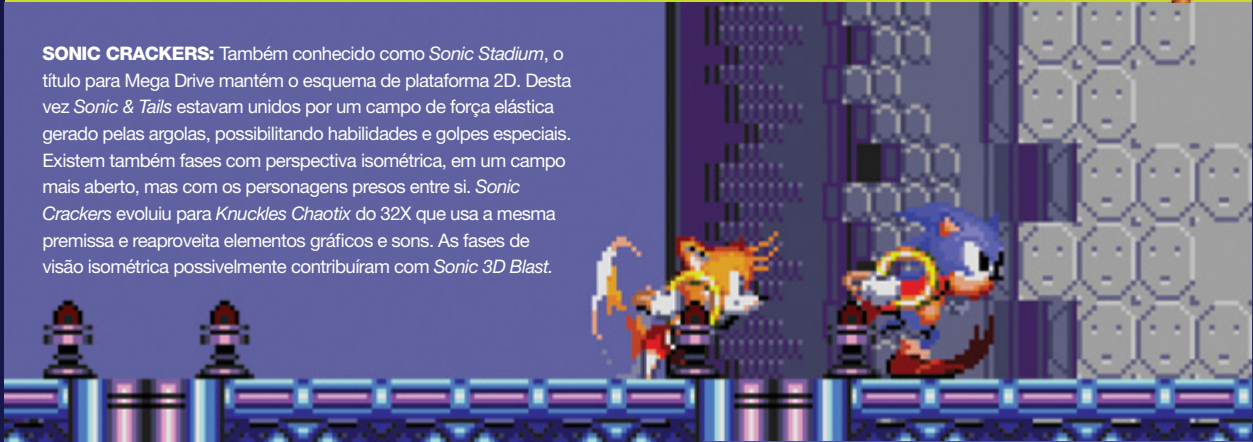 SONIC CRACKERS: Também conhecido como Sonic Stadium, o
título para Mega Drive mantém o esquema de plataforma 2D. Desta
vez Sonic & Tails estavam unidos por um campo de força elástica
gerado pelas argolas, possibilitando habilidades e golpes especiais.
Existem também fases com perspectiva isométrica, em um campo
mais aberto, mas com os personagens presos entre si. Sonic
Crackers evoluiu para Knuckles Chaotix do 32X que usa a mesma
premissa e reaproveita elementos gráficos e sons. As fases de
visão isométrica possivelmente contribuíram com Sonic 3D Blast.